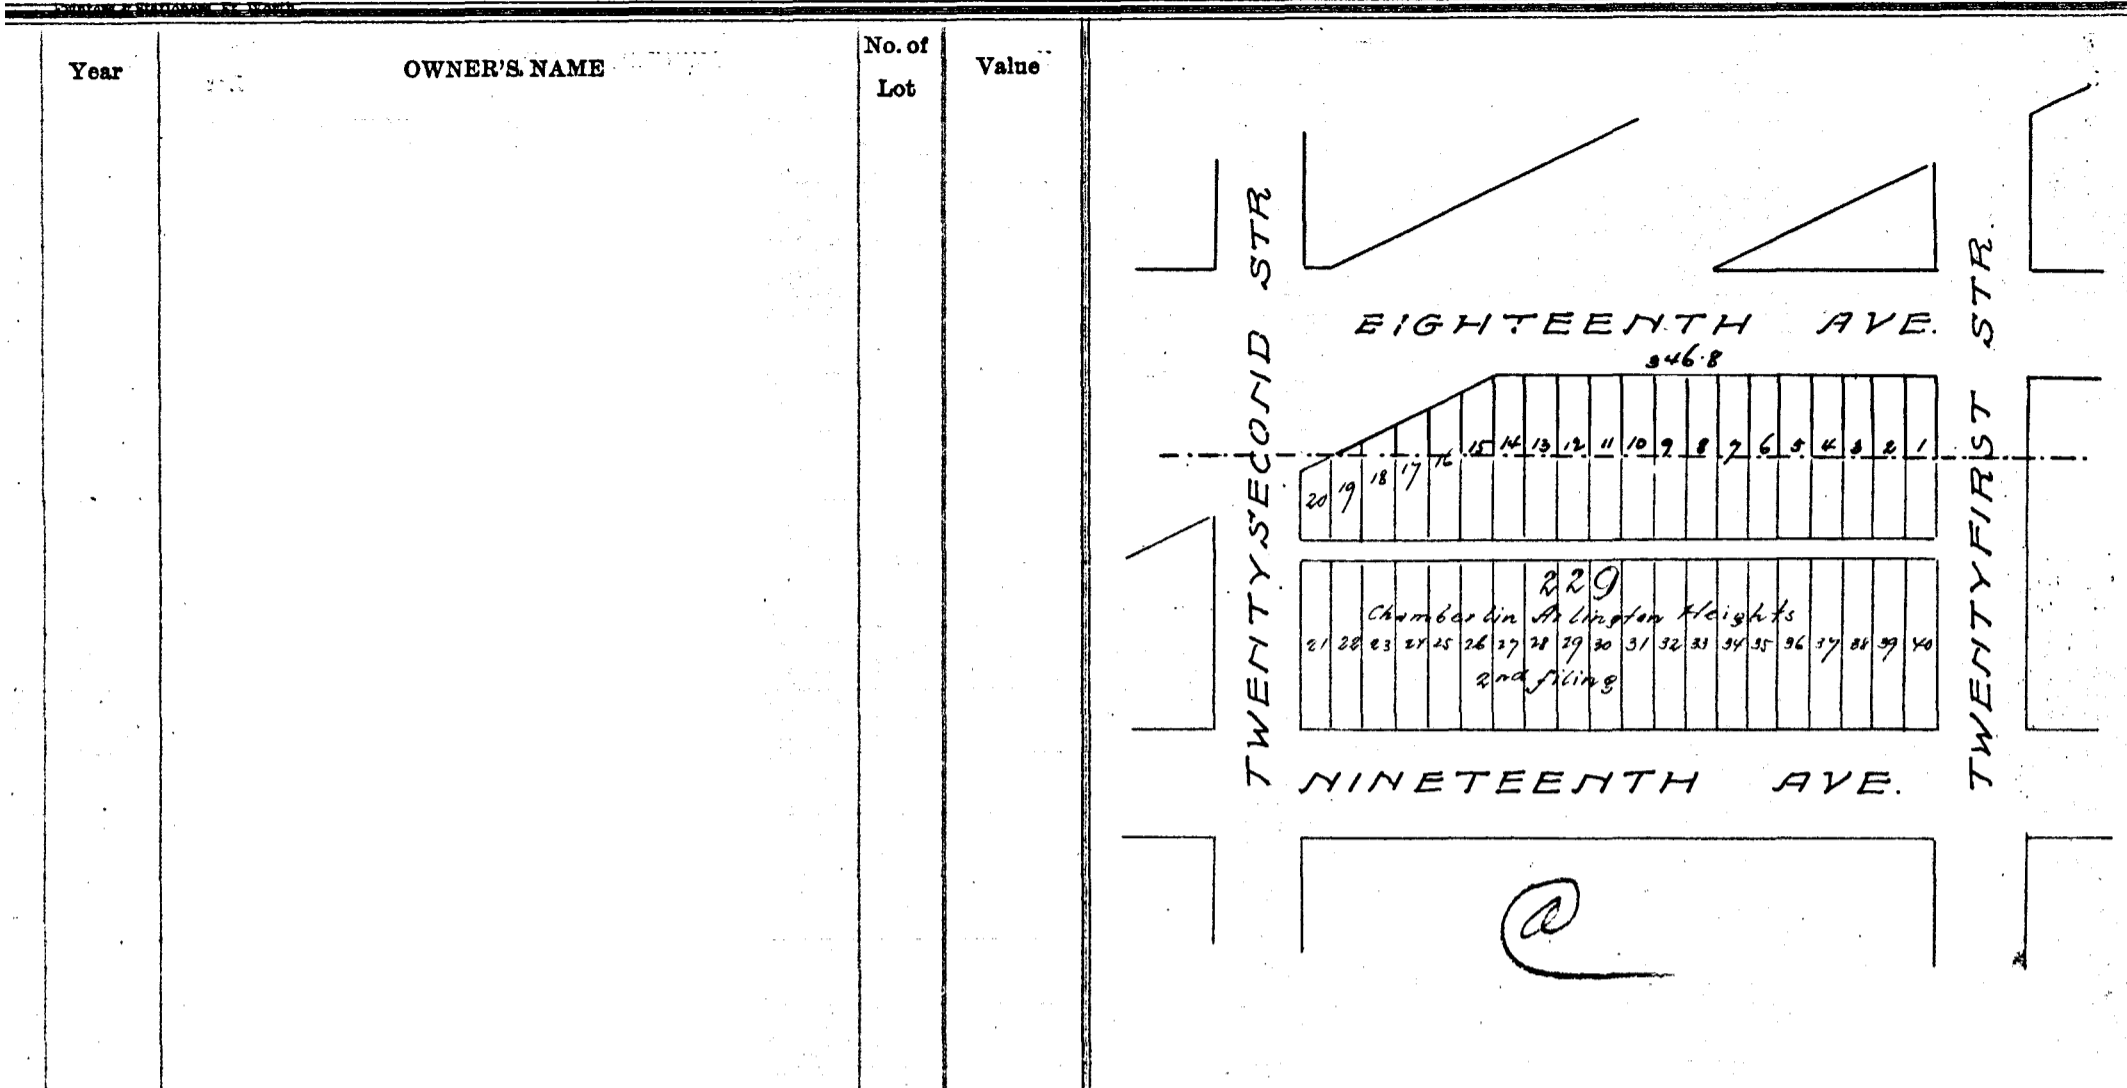 Year
OWNER'S NAME
No. of
Lot
Value
TWENTYSECOND STR
EIGHTEENTH AVE.
346.8
TWENTYFIRST STR.
15 14 13 12 11 10 9 8 7 6 5 4 3 2 1
20 19 18 17 16
229
Chamberlin Arlington Heights
21 22 23 24 25 26 27 28 29 30 31 32 33 34 35 36 37 38 39 40
2nd filing
NINETEENTH AVE.